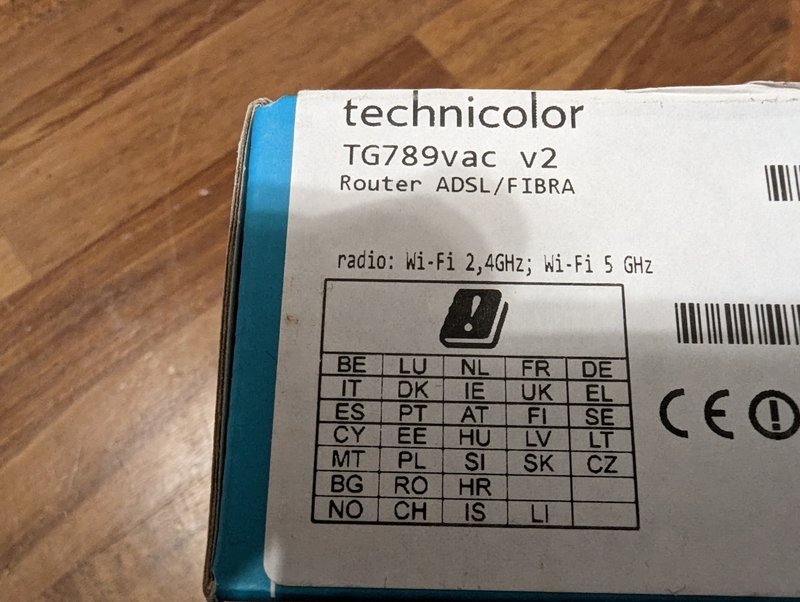 technicolor
TG789vac v2
Router ADSL/FIBRA
radio: Wi-Fi 2,4GHz; Wi-Fi 5 GHz
!
BE LU NL FR DE
IT DK IE UK EL
ES PT AT FI SE
CY EE HU LV LT
MT PL SI SK CZ
BG RO HR
NO CH IS LI
CE !